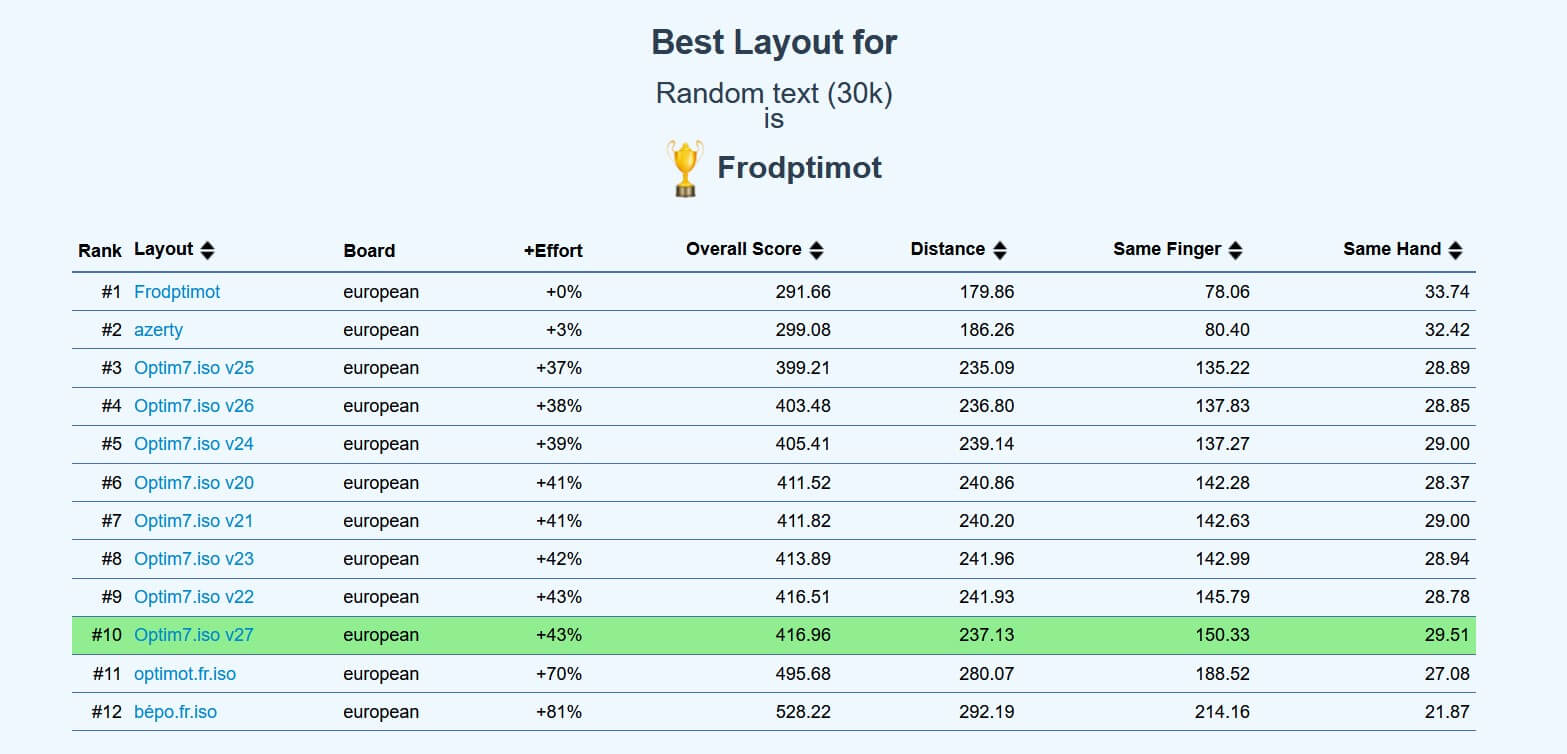 Best Layout for
Random text (30k)
is
Frodptimot
Rank Layout Board +Effort Overall Score Distance Same Finger Same Hand
#1 Frodptimot european +0% 291.66 179.86 78.06 33.74
#2 azerty european +3% 299.08 186.26 80.40 32.42
#3 Optim7.iso v25 european +37% 399.21 235.09 135.22 28.89
#4 Optim7.iso v26 european +38% 403.48 236.80 137.83 28.85
#5 Optim7.iso v24 european +39% 405.41 239.14 137.27 29.00
#6 Optim7.iso v20 european +41% 411.52 240.86 142.28 28.37
#7 Optim7.iso v21 european +41% 411.82 240.20 142.63 29.00
#8 Optim7.iso v23 european +42% 413.89 241.96 142.99 28.94
#9 Optim7.iso v22 european +43% 416.51 241.93 145.79 28.78
#10 Optim7.iso v27 european +43% 416.96 237.13 150.33 29.51
#11 optimot.fr.iso european +70% 495.68 280.07 188.52 27.08
#12 bépo.fr.iso european +81% 528.22 292.19 214.16 21.87